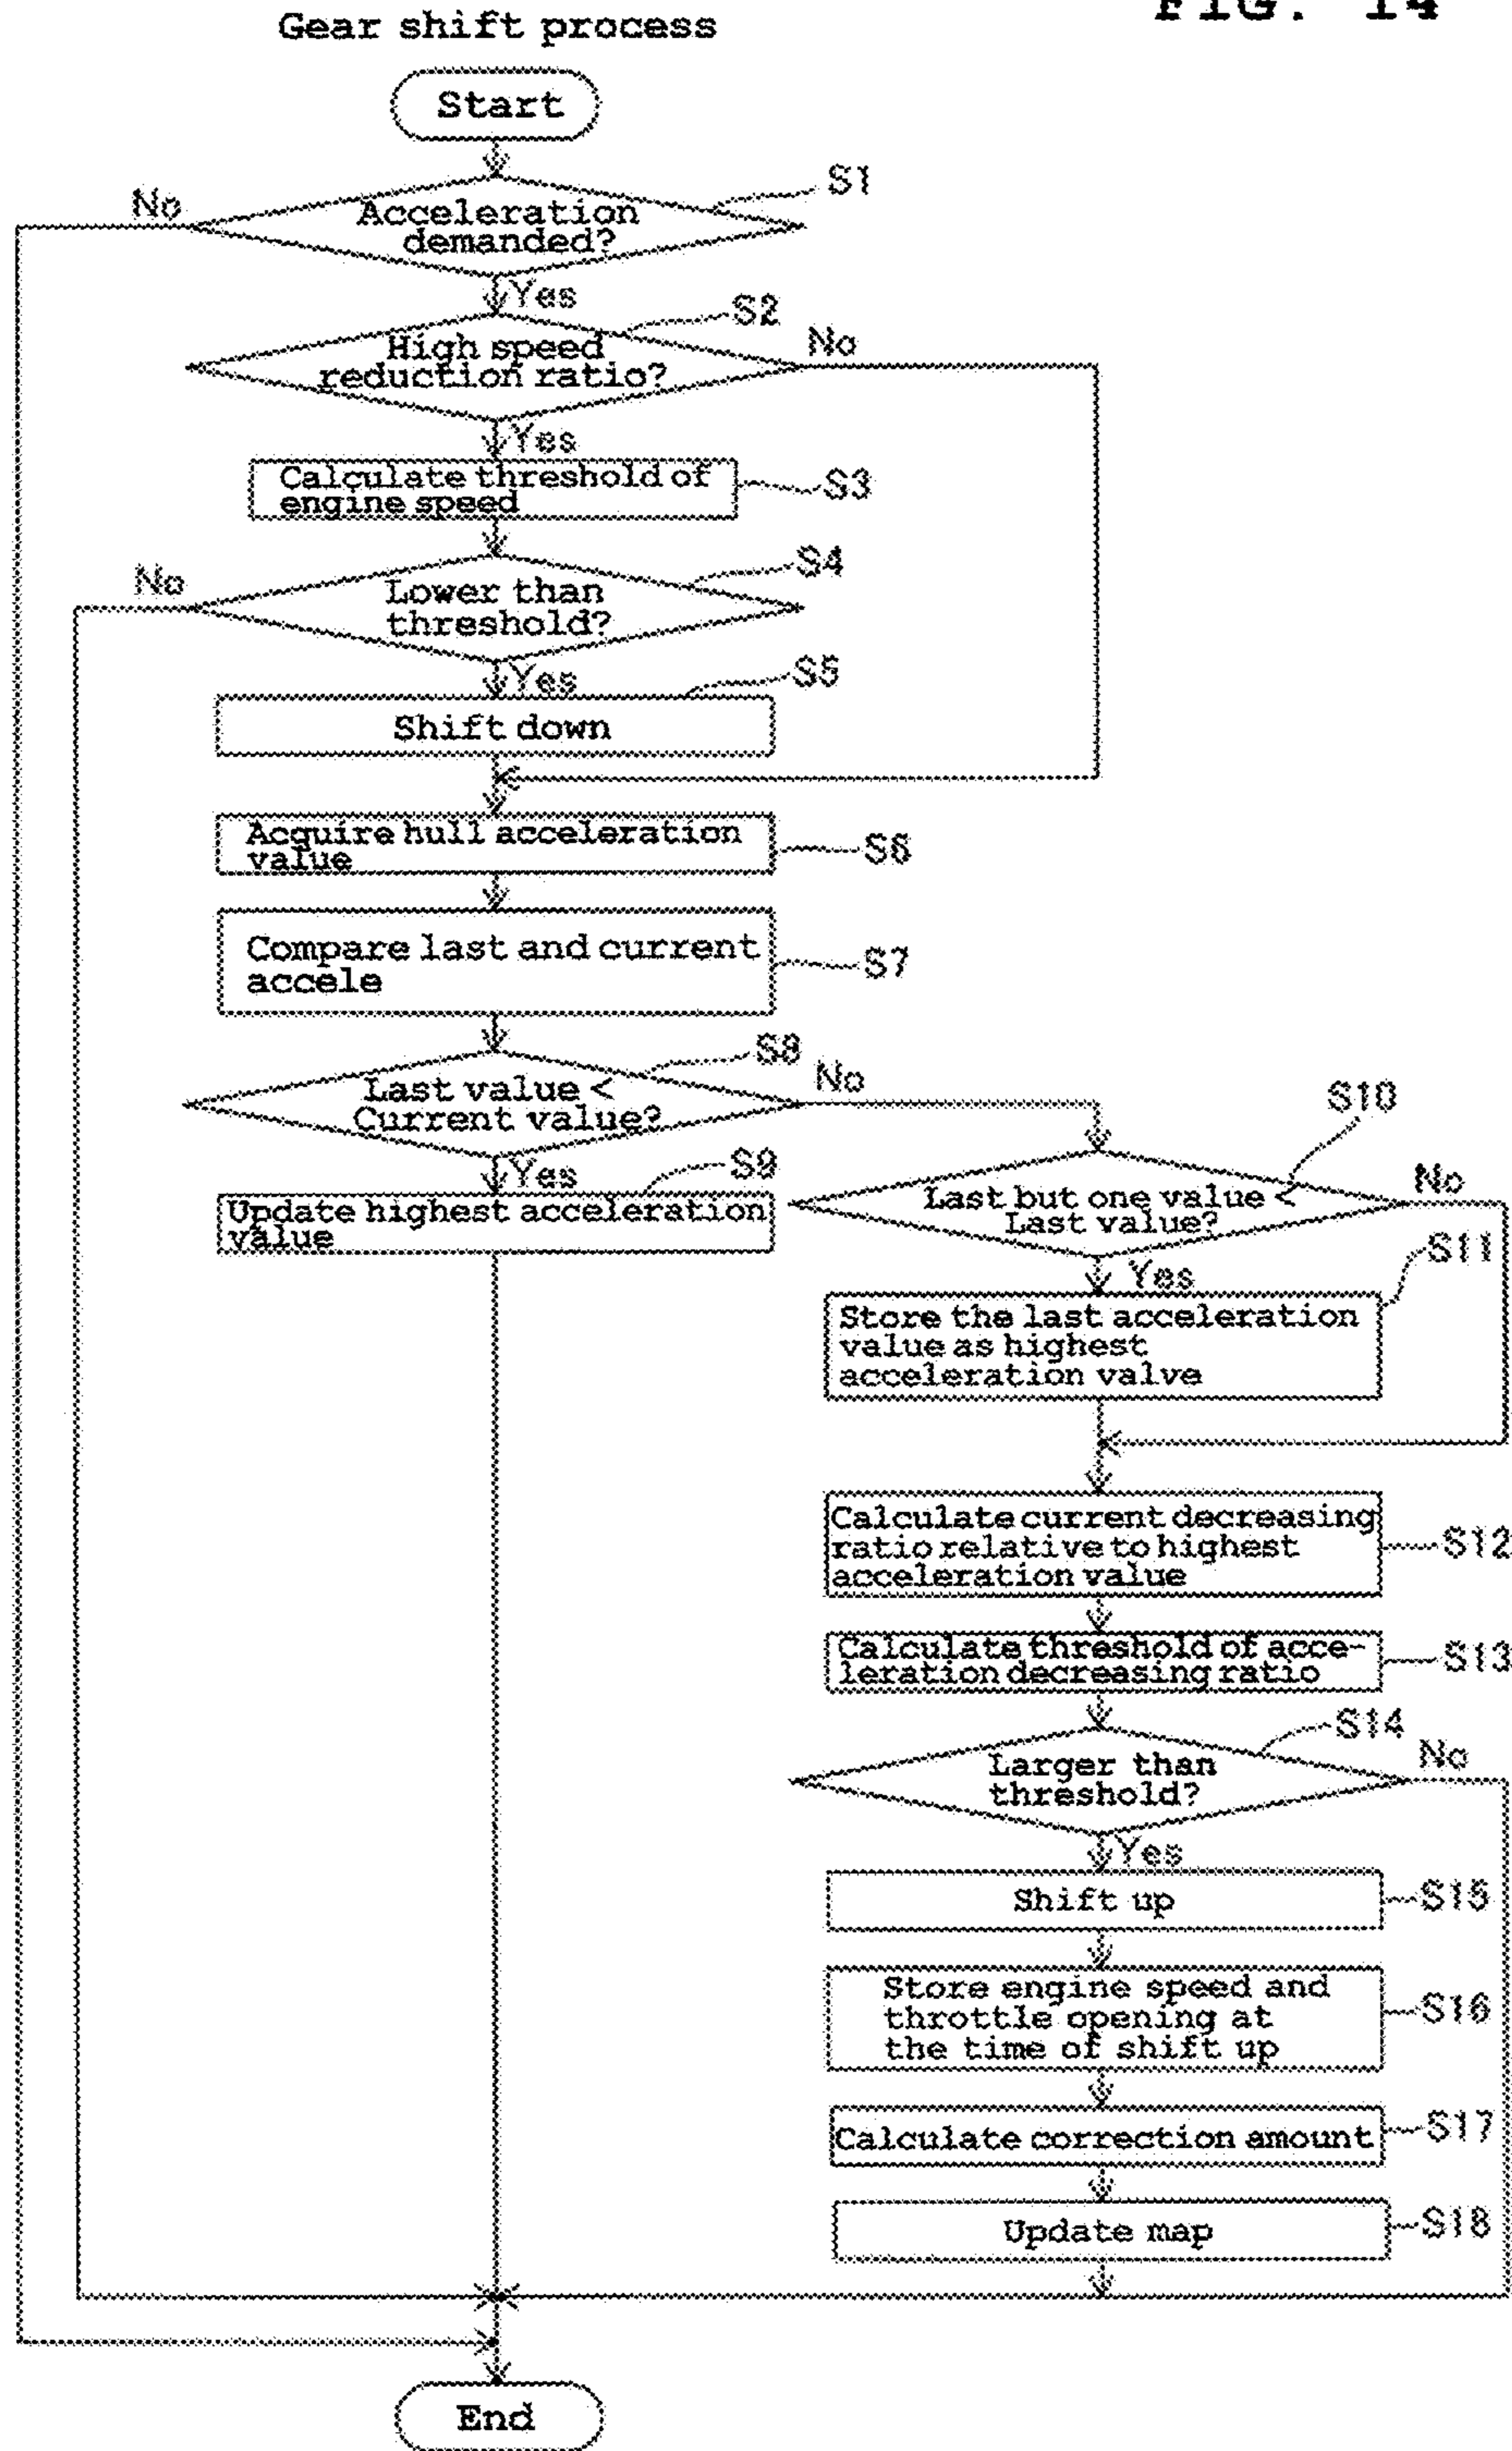 FIG. 14
Gear shift process
Start
S1
No
Acceleration
demanded?
Yes
S2
No
High speed
reduction ratio?
Yes
Calculate threshold of
engine speed
S3
S4
No
Lower than
threshold?
Yes
S5
Shift down
Acquire hull acceleration
value
S6
Compare last and current
accele
S7
S8
No
Last value <
Current value?
Yes
S9
Update highest acceleration
value
S10
No
Last but one value <
Last value?
Yes
S11
Store the last acceleration
value as highest
acceleration valve
Calculate current decreasing
ratio relative to highest
acceleration value
S12
Calculate threshold of acce-
leration decreasing ratio
S13
S14
No
Larger than
threshold?
Yes
Shift up
S15
Store engine speed and
throttle opening at
the time of shift up
S16
Calculate correction amount
S17
Update map
S18
End